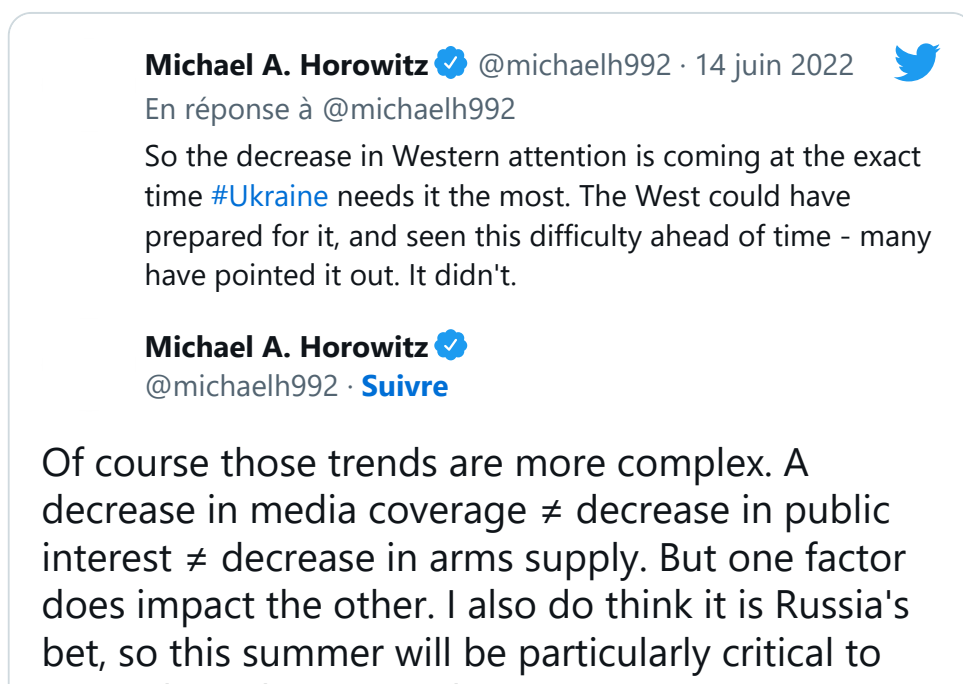 Michael A. Horowitz @michaelh992 · 14 juin 2022
En réponse à @michaelh992
So the decrease in Western attention is coming at the exact
time #Ukraine needs it the most. The West could have
prepared for it, and seen this difficulty ahead of time - many
have pointed it out. It didn't.
Michael A. Horowitz
@michaelh992 · Suivre
Of course those trends are more complex. A
decrease in media coverage ≠ decrease in public
interest ≠ decrease in arms supply. But one factor
does impact the other. I also do think it is Russia's
bet, so this summer will be particularly critical to